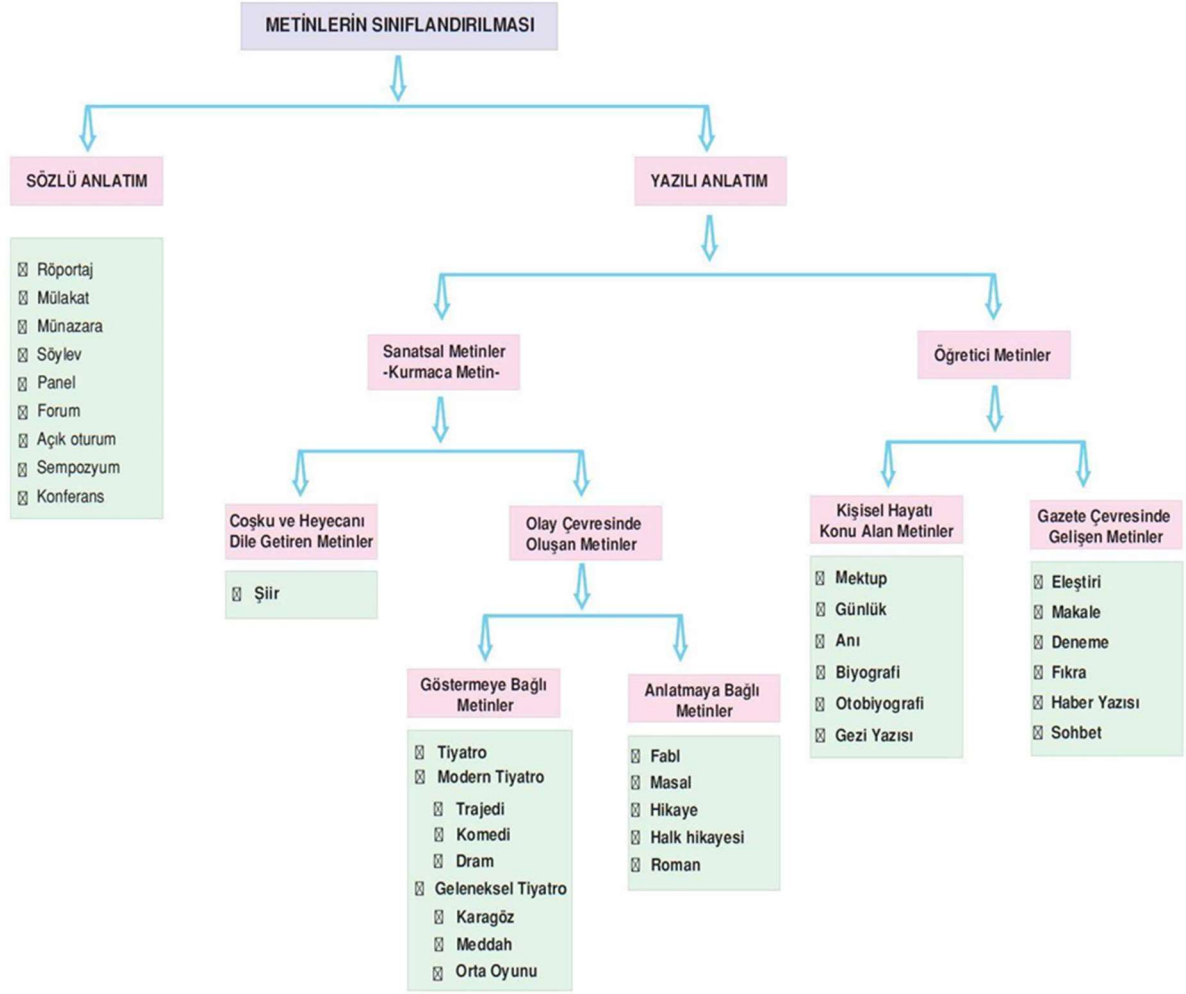 METİNLERİN SINIFLANDIRILMASI
SÖZLÜ ANLATIM
Röportaj
Mülakat
Münazara
Söylev
Panel
Forum
Açık oturum
Sempozyum
Konferans
YAZILI ANLATIM
Sanatsal Metinler
-Kurmaca Metin-
Coşku ve Heyecanı
Dile Getiren Metinler
Şiir
Olay Çevresinde
Oluşan Metinler
Göstermeye Bağlı
Metinler
Tiyatro
Modern Tiyatro
Trajedi
Komedi
Dram
Geleneksel Tiyatro
Karagöz
Meddah
Orta Oyunu
Anlatmaya Bağlı
Metinler
Fabl
Masal
Hikaye
Halk hikayesi
Roman
Öğretici Metinler
Kişisel Hayatı
Konu Alan Metinler
Mektup
Günlük
Anı
Biyografi
Otobiyografi
Gezi Yazısı
Gazete Çevresinde
Gelişen Metinler
Eleştiri
Makale
Deneme
Fıkra
Haber Yazısı
Sohbet